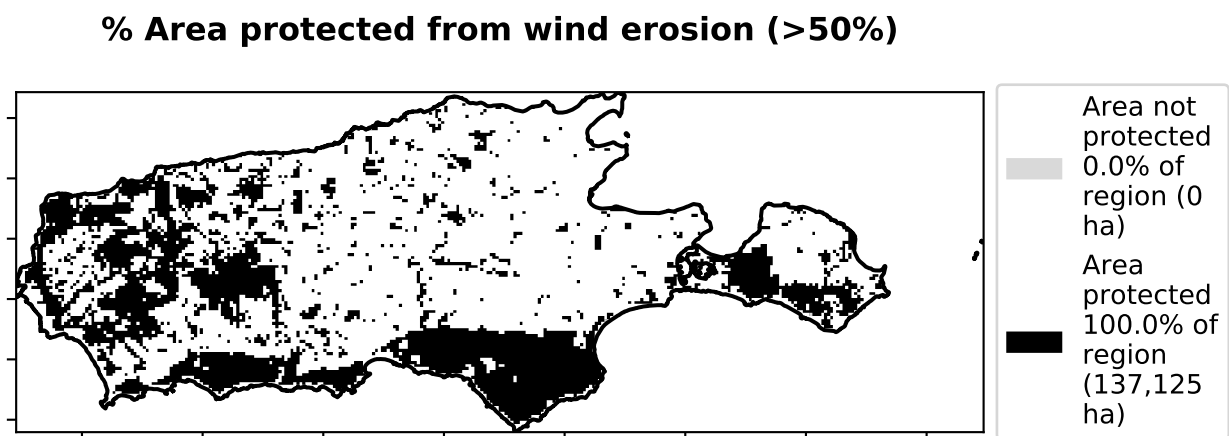 % Area protected from wind erosion (>50%)
Area not
protected
0.0% of
region (0
ha)
Area
protected
100.0% of
region
(137,125
ha)